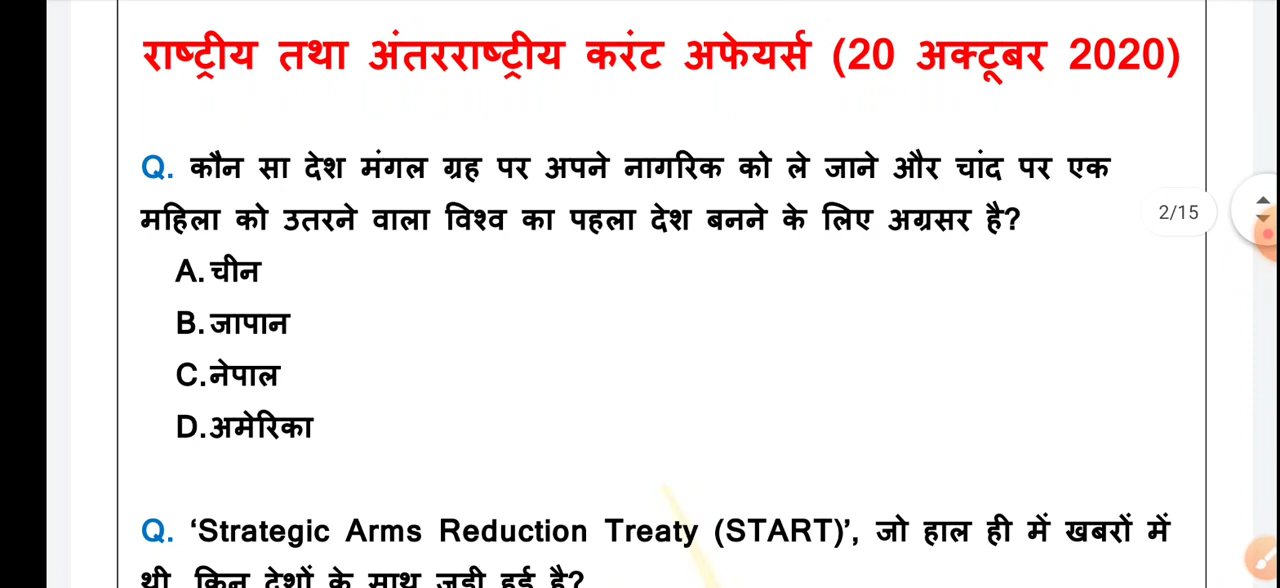 राष्ट्रीय तथा अंतरराष्ट्रीय करंट अफेयर्स (20 अक्टूबर 2020)
Q. कौन सा देश मंगल ग्रह पर अपने नागरिक को ले जाने और चांद पर एक
महिला को उतरने वाला विश्व का पहला देश बनने के लिए अग्रसर है?
2/15
A. चीन
B. जापान
C. नेपाल
D. अमेरिका
Q. ‘Strategic Arms Reduction Treaty (START)’, जो हाल ही में खबरों में
थी, किन देशों के साथ जुड़ी हुई है?